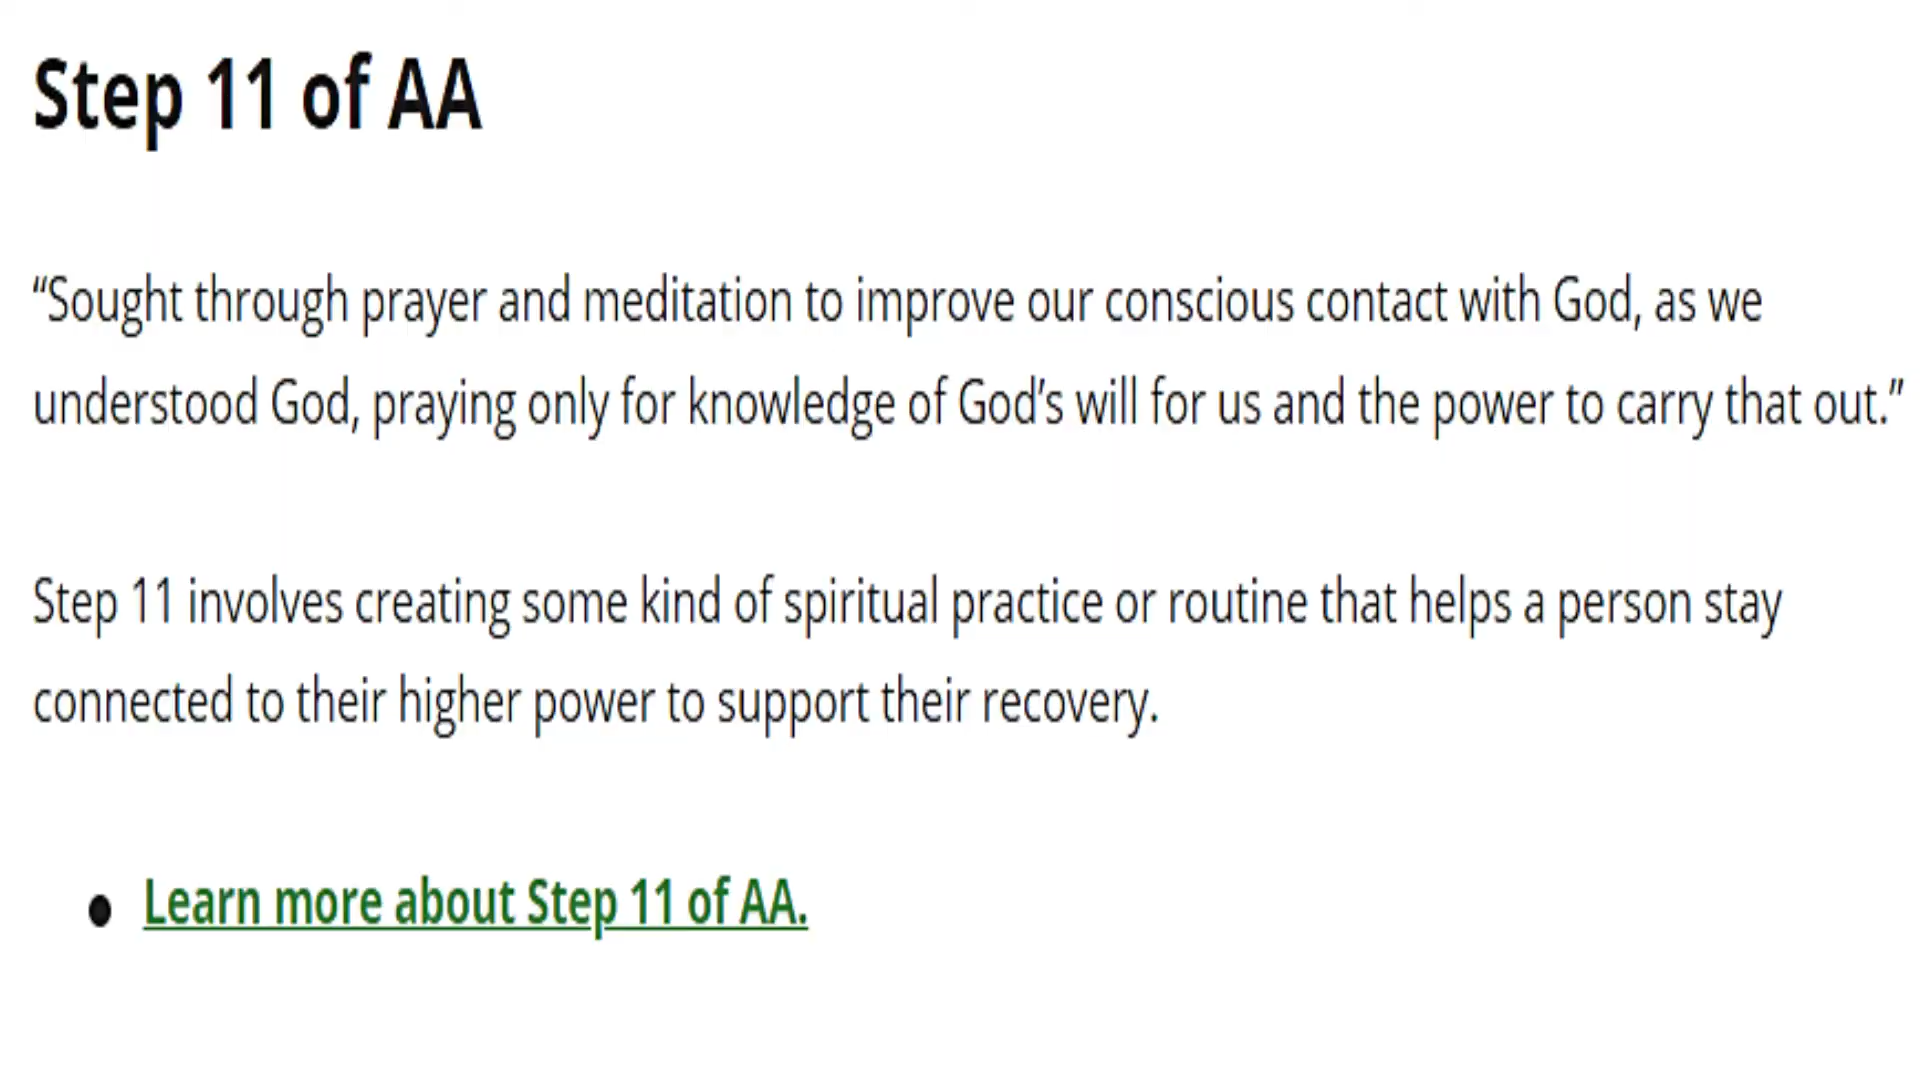 Step 11 of AA
“Sought through prayer and meditation to improve our conscious contact with God, as we
understood God, praying only for knowledge of God’s will for us and the power to carry that out.”
Step 11 involves creating some kind of spiritual practice or routine that helps a person stay
connected to their higher power to support their recovery.
• Learn more about Step 11 of AA.